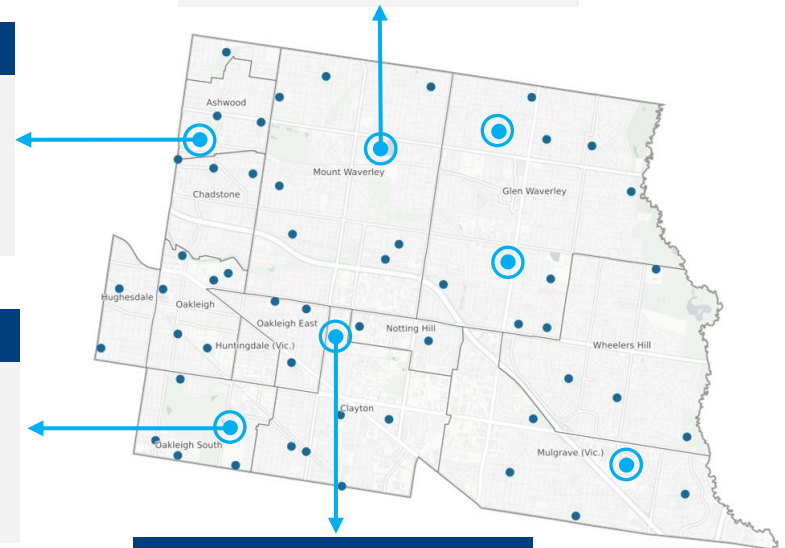 Ashwood
Mount Waverley
Glen Waverley
Chadstone
Hughesdale
Oakleigh
Oakleigh East
Notting Hill
Huntingdale (Vic.)
Wheelers Hill
Clayton
Oakleigh South
Mulgrave (Vic.)